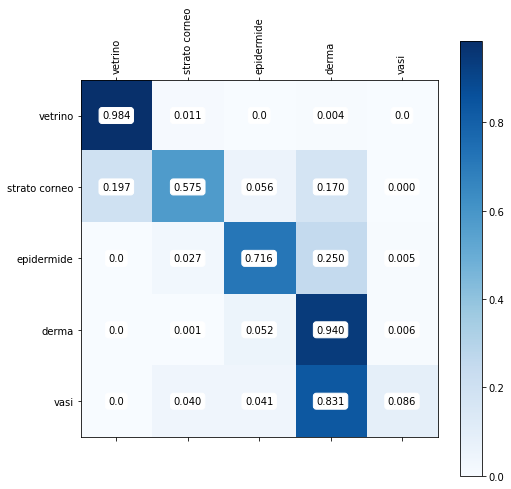 vetrino strato corneo epidermide derma vasi
vetrino 0.984 0.011 0.0 0.004 0.0
strato corneo 0.197 0.575 0.056 0.170 0.000
epidermide 0.0 0.027 0.716 0.250 0.005
derma 0.0 0.001 0.052 0.940 0.006
vasi 0.0 0.040 0.041 0.831 0.086
0.8
0.6
0.4
0.2
0.0